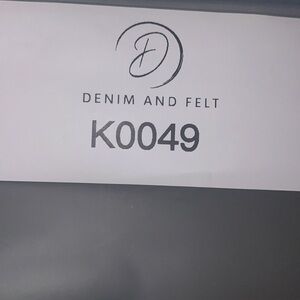 D
DENIM AND FELT
K0049